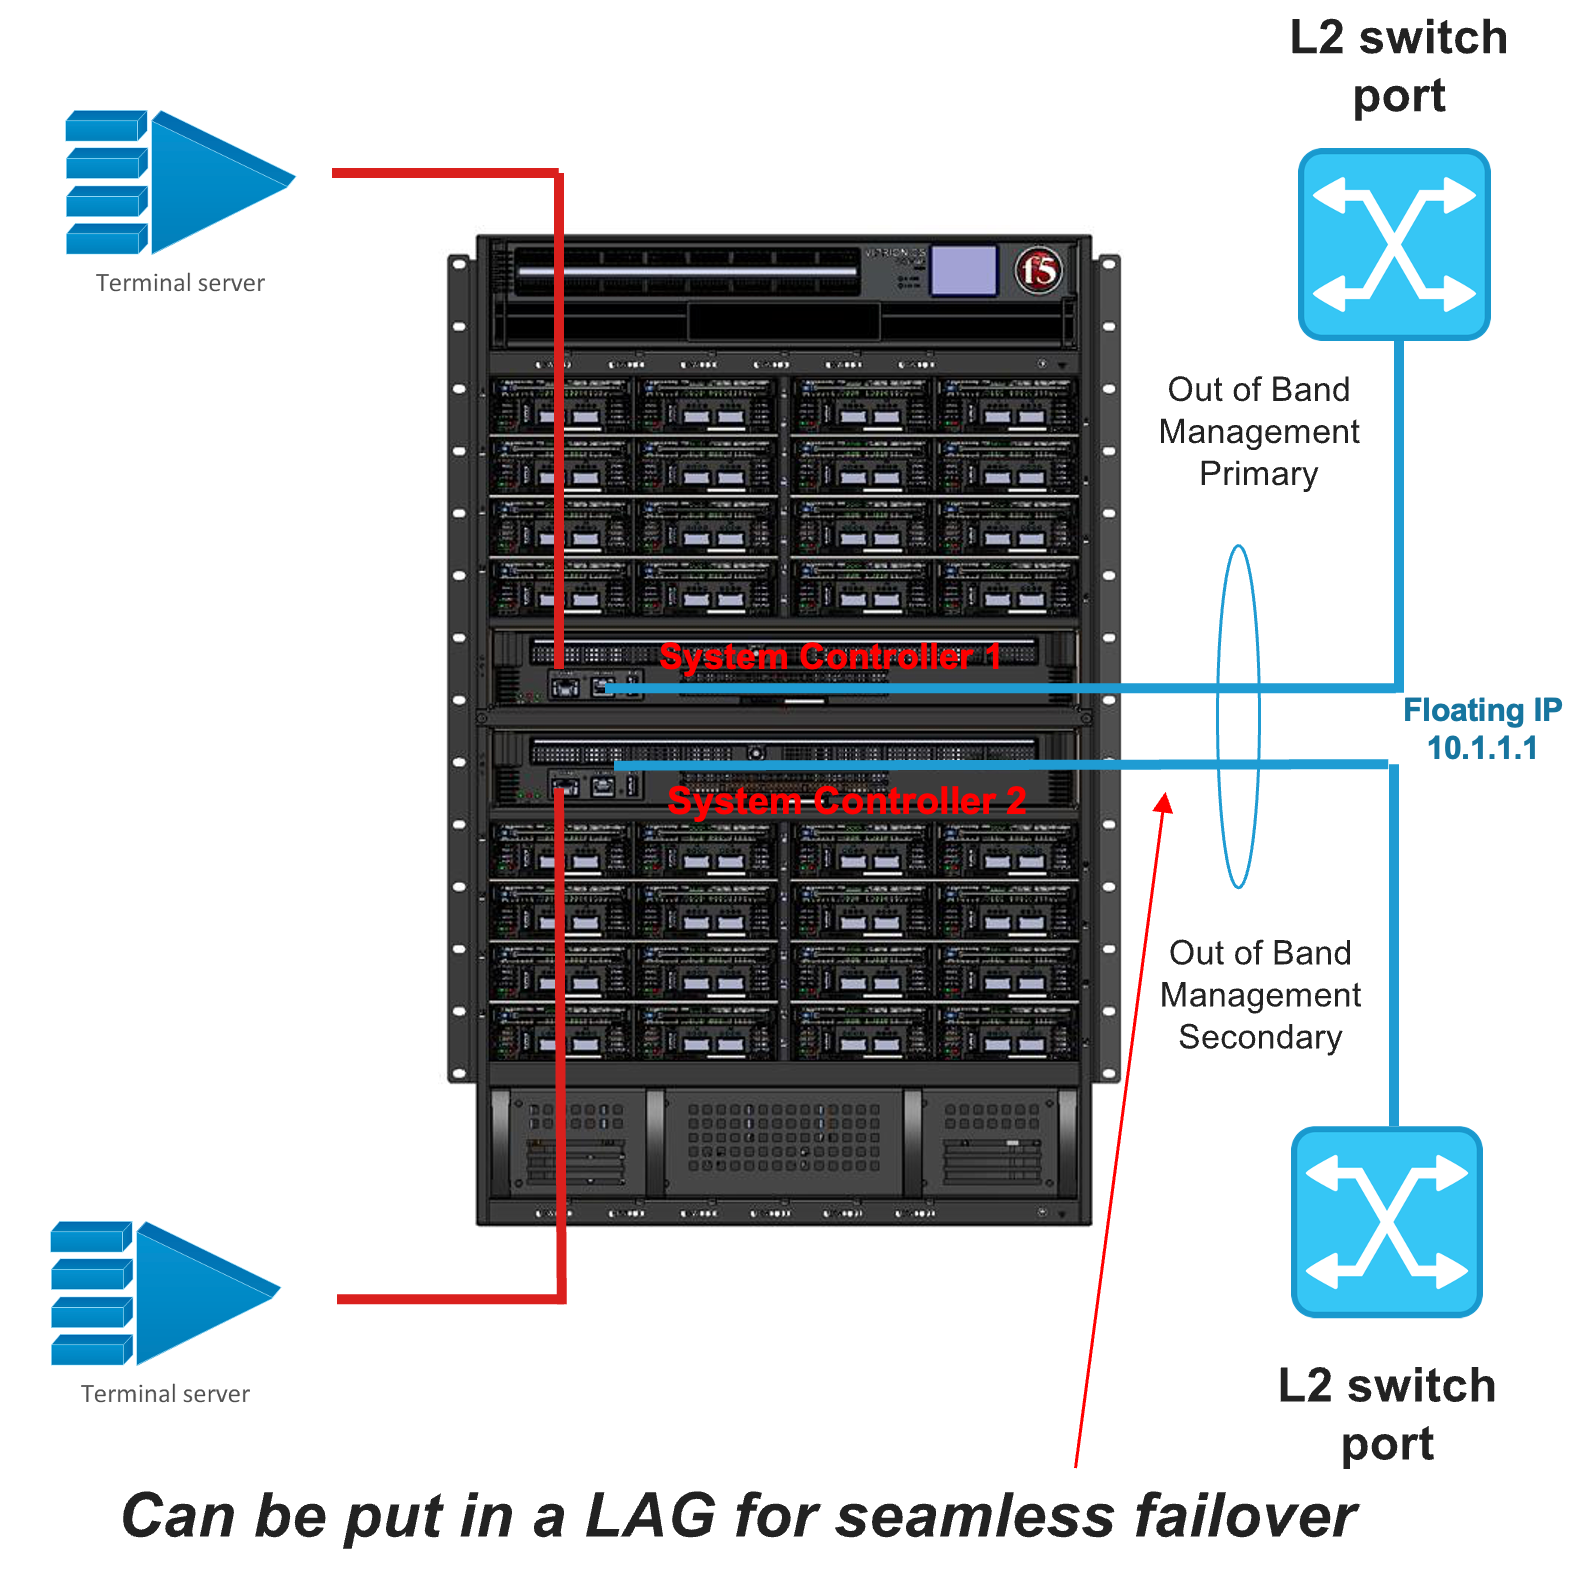 L2 switch
port
Terminal server
f5
Out of Band
Management
Primary
System Controller 1
Floating IP
10.1.1.1
System Controller 2
Out of Band
Management
Secondary
Terminal server
L2 switch
port
Can be put in a LAG for seamless failover